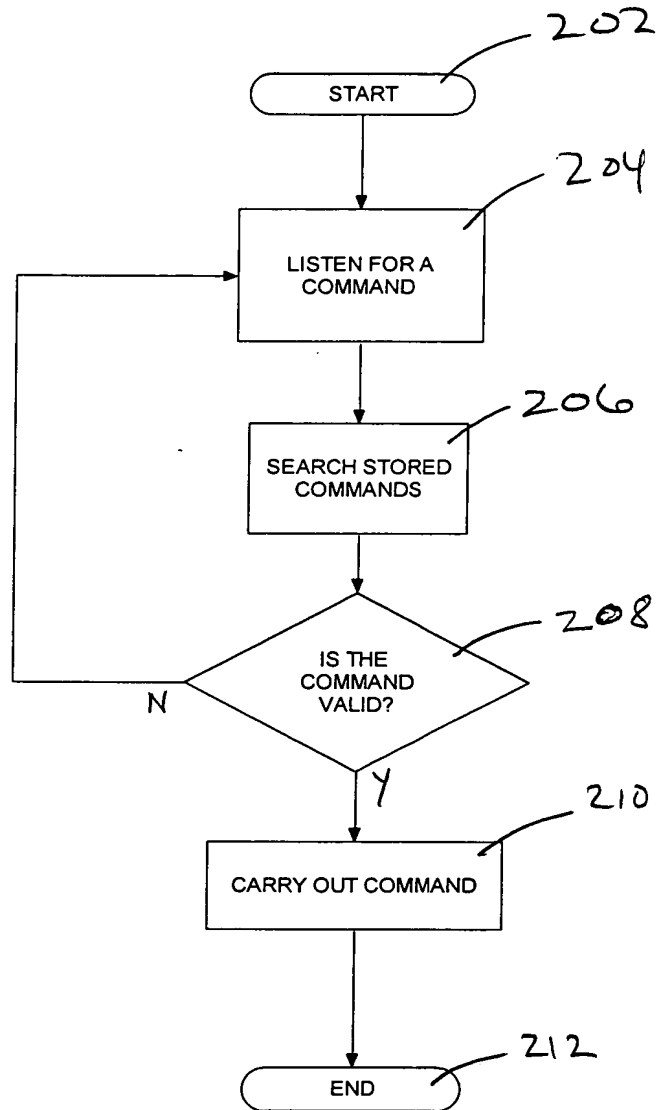 202
START
204
LISTEN FOR A
COMMAND
206
SEARCH STORED
COMMANDS
208
IS THE
COMMAND
VALID?
N
Y
210
CARRY OUT COMMAND
212
END